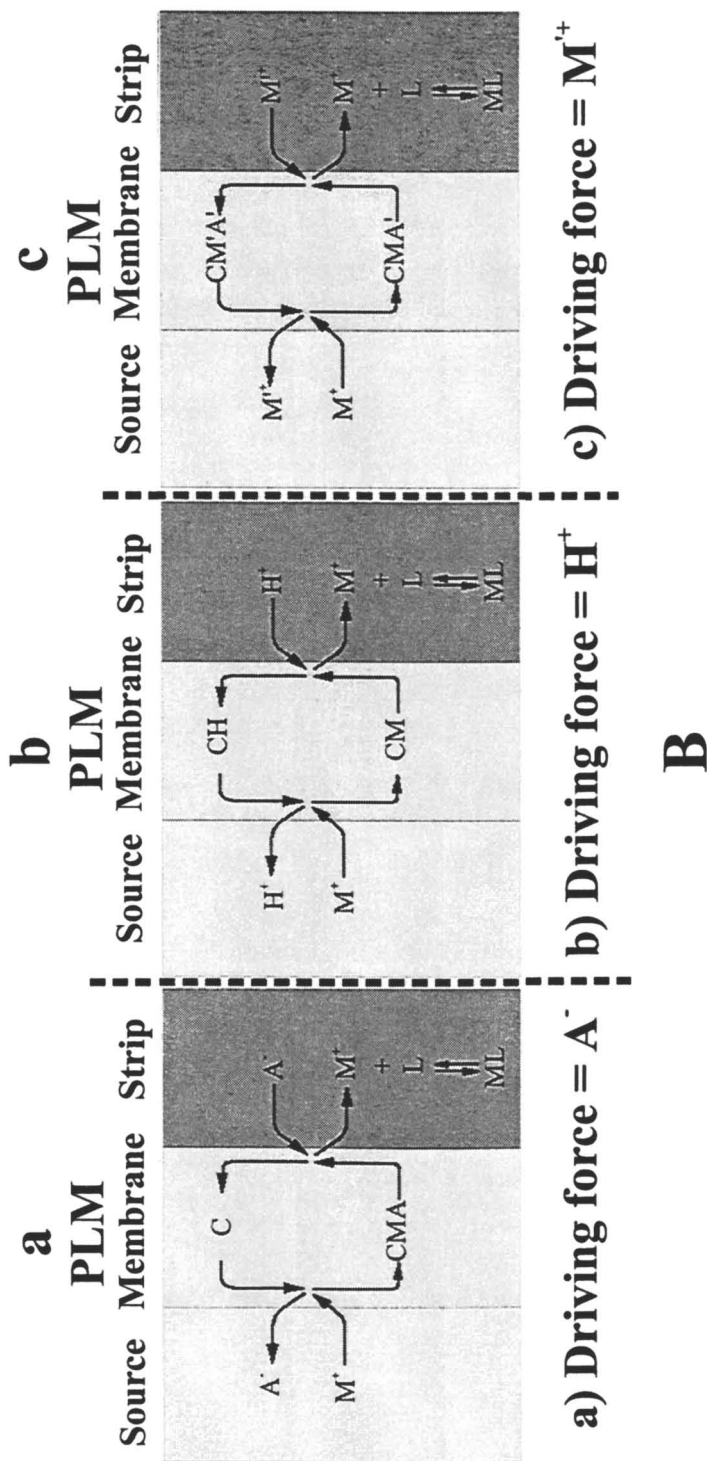 a
PLM
Source Membrane Strip
A-
M+
C
CMA
A-
M+
+
L
ML
a) Driving force = A-
b
PLM
Source Membrane Strip
H+
M+
CH
CM
H+
M+
+
L
ML
b) Driving force = H+
c
PLM
Source Membrane Strip
M'+
M+
CM'A'
CMA'
M'+
M+
+
L
ML
c) Driving force = M'+
B